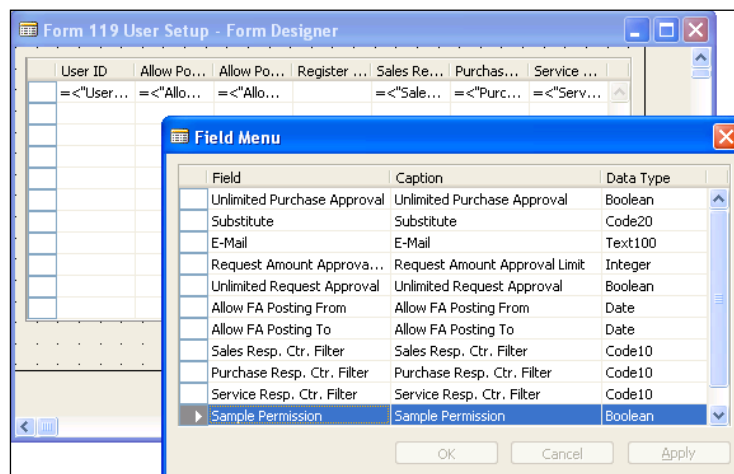 Form 119 User Setup - Form Designer
User ID Allow Po... Allow Po... Register ... Sales Re... Purchas... Service ...
=<"User... =<"Allo... =<"Allo... =<"Sale... =<"Purc... =<"Serv...
Field Menu
Field Caption Data Type
Unlimited Purchase Approval Unlimited Purchase Approval Boolean
Substitute Substitute Code20
E-Mail E-Mail Text100
Request Amount Approva... Request Amount Approval Limit Integer
Unlimited Request Approval Unlimited Request Approval Boolean
Allow FA Posting From Allow FA Posting From Date
Allow FA Posting To Allow FA Posting To Date
Sales Resp. Ctr. Filter Sales Resp. Ctr. Filter Code10
Purchase Resp. Ctr. Filter Purchase Resp. Ctr. Filter Code10
Service Resp. Ctr. Filter Service Resp. Ctr. Filter Code10
Sample Permission Sample Permission Boolean
OK Cancel Apply